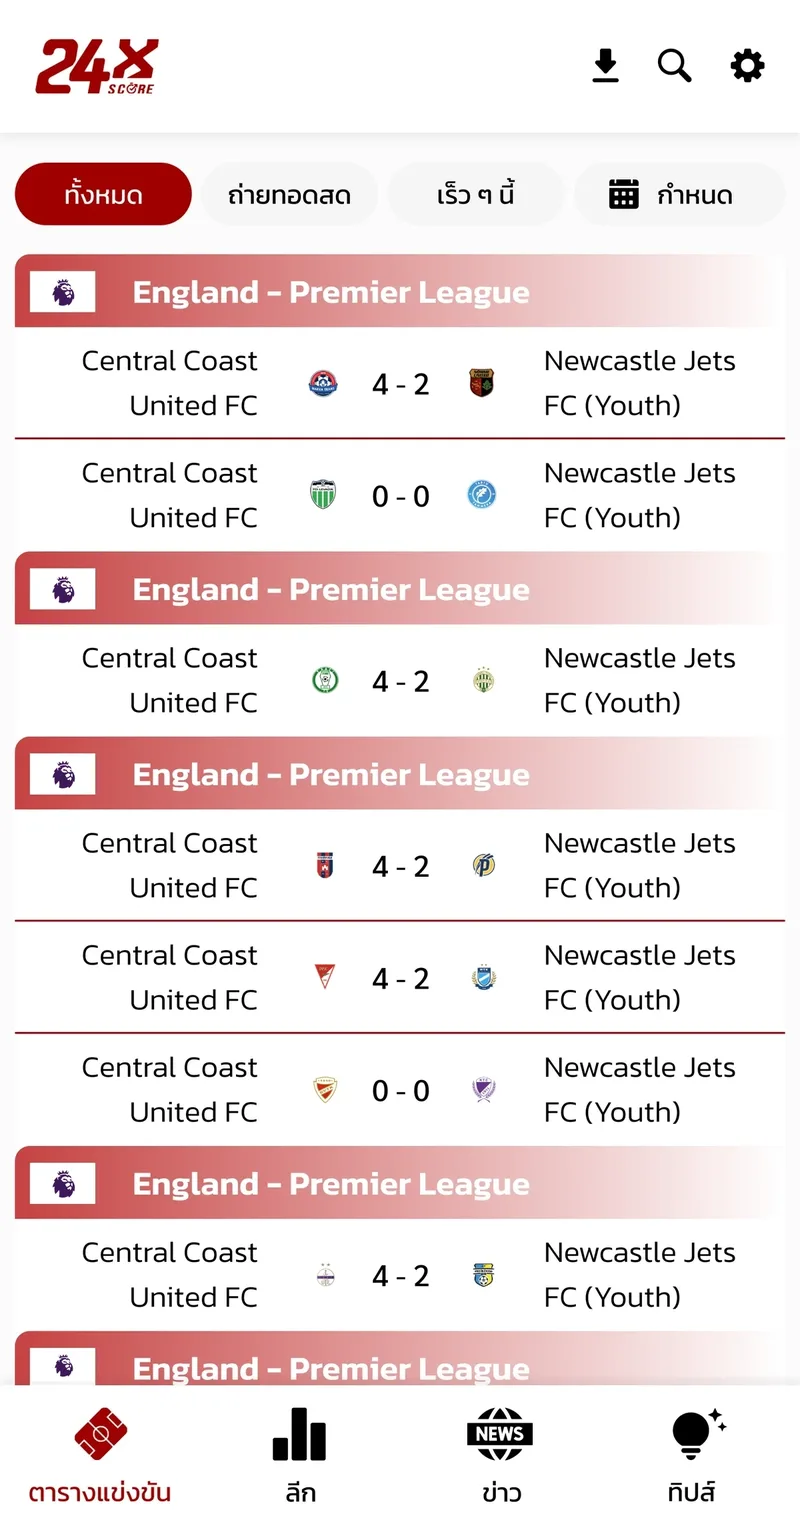 24X
SCORE
ทั้งหมด
ถ่ายทอดสด
เร็ว ๆ นี้
กำหนด
England - Premier League
Central Coast
United FC
4 - 2
Newcastle Jets
FC (Youth)
Central Coast
United FC
0 - 0
Newcastle Jets
FC (Youth)
England - Premier League
Central Coast
United FC
4 - 2
Newcastle Jets
FC (Youth)
England - Premier League
Central Coast
United FC
4 - 2
Newcastle Jets
FC (Youth)
Central Coast
United FC
4 - 2
Newcastle Jets
FC (Youth)
Central Coast
United FC
0 - 0
Newcastle Jets
FC (Youth)
England - Premier League
Central Coast
United FC
4 - 2
Newcastle Jets
FC (Youth)
England - Premier League
NEWS
ตารางแข่งขัน
ลีก
ข่าว
ทิปส์